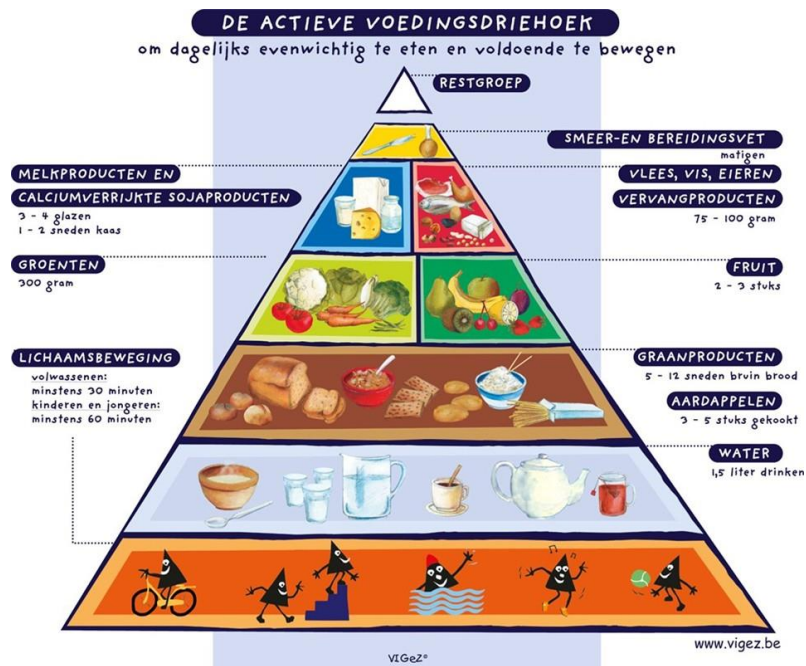 DE ACTIEVE VOEDINGSDRIEHOEK
om dagelijks evenwichtig te eten en voldoende te bewegen
RESTGROEP
SMEER-EN BEREIDINGSVET
matigen
MELKPRODUCTEN EN
CALCIUMVERRIJKTE SOJAPRODUCTEN
3 - 4 glazen
1 - 2 sneden kaas
VLEES, VIS, EIEREN
VERVANGPRODUCTEN
75 - 100 gram
GROENTEN
300 gram
FRUIT
2 - 3 stuks
LICHAAMSBEWEGING
volwassenen:
minstens 30 minuten
kinderen en jongeren:
minstens 60 minuten
GRAANPRODUCTEN
5 - 12 sneden bruin brood
AARDAPPELEN
3 - 5 stuks gekookt
WATER
1,5 liter drinken
www.vigez.be
VIGeZ®